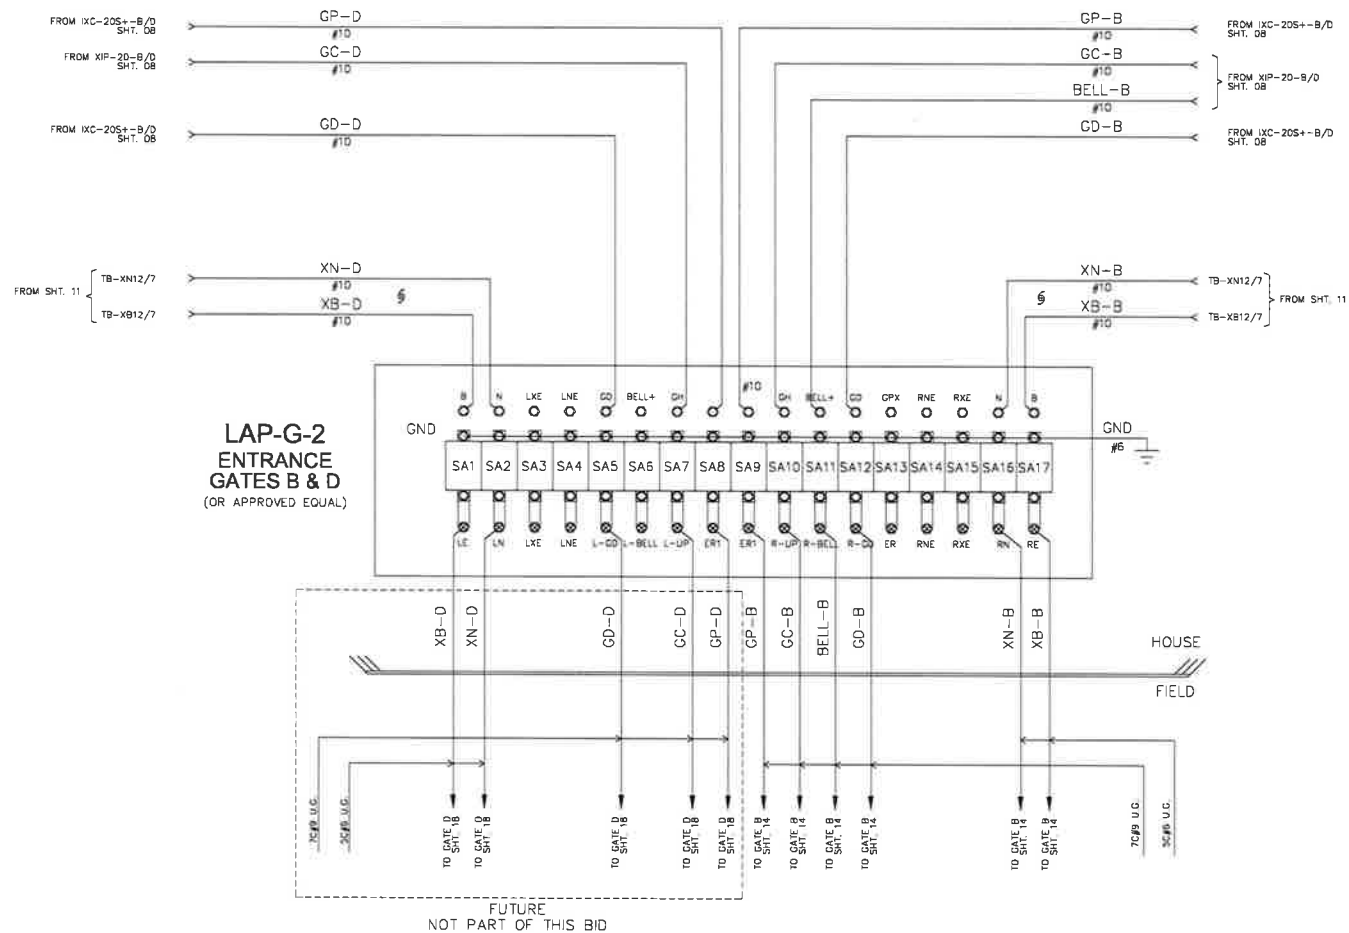 FROM IXC-20S+-B/D
SHT. 08
GP-D
#10
FROM XIP-20-B/D
SHT. 08
GC-D
#10
FROM IXC-20S+-B/D
SHT. 08
GD-D
#10
GP-B
#10
FROM IXC-20S+-B/D
SHT. 08
GC-B
#10
BELL-B
#10
FROM XIP-20-B/D
SHT. 08
GD-B
#10
FROM IXC-20S+-B/D
SHT. 08
FROM SHT. 11
TB-XN12/7
XN-D
#10
TB-XB12/7
XB-D
#10
XN-B
#10
TB-XN12/7
XB-B
#10
TB-XB12/7
FROM SHT. 11
#10
B N LXE LNE GD BELL+ GH GH BELL+ GD GPX RNE RXE N B
GND
GND
#6
LAP-G-2
ENTRANCE
GATES B & D
(OR APPROVED EQUAL)
SA1 SA2 SA3 SA4 SA5 SA6 SA7 SA8 SA9 SA10 SA11 SA12 SA13 SA14 SA15 SA16 SA17
LE LN LXE LNE L-GD L-BELL L-UP ER1 ER1 R-UP R-BELL R-GD ER RNE RXE RN RE
XB-D
XN-D
GD-D
GC-D
GP-D
GP-B
GC-B
BELL-B
GD-B
XN-B
XB-B
HOUSE
FIELD
7C#9 U.G.
TO GATE D
SHT. 18
TO GATE D
SHT. 18
TO GATE D
SHT. 18
TO GATE D
SHT. 18
TO GATE D
SHT. 18
TO GATE B
SHT. 14
TO GATE B
SHT. 14
TO GATE B
SHT. 14
TO GATE B
SHT. 14
TO GATE B
SHT. 14
TO GATE B
SHT. 14
7C#9 U.G.
FUTURE
NOT PART OF THIS BID